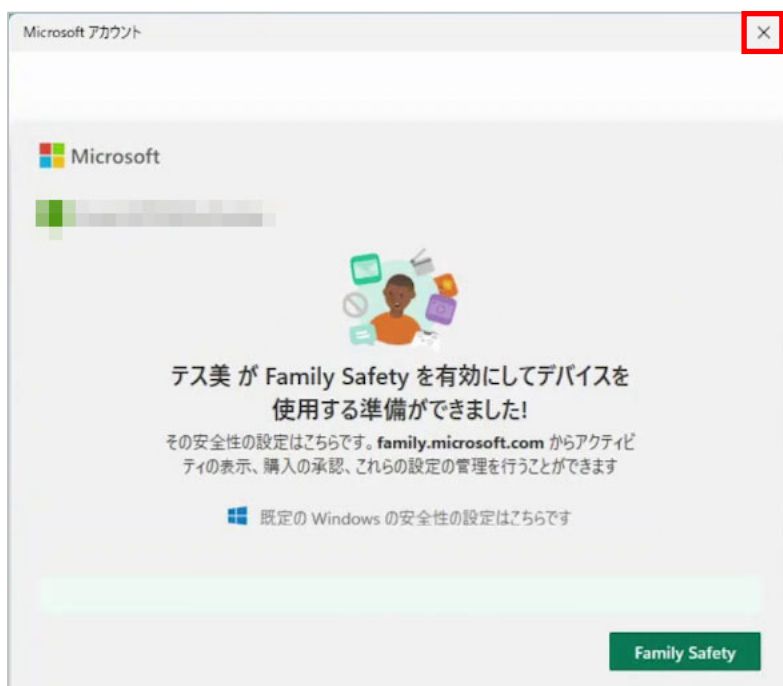 Microsoft アカウント
Microsoft
テス美 が Family Safety を有効にしてデバイスを
使用する準備ができました!
その安全性の設定はこちらです。family.microsoft.com からアクティビ
ティの表示、購入の承認、これらの設定の管理を行うことができます
既定の Windows の安全性の設定はこちらです
Family Safety